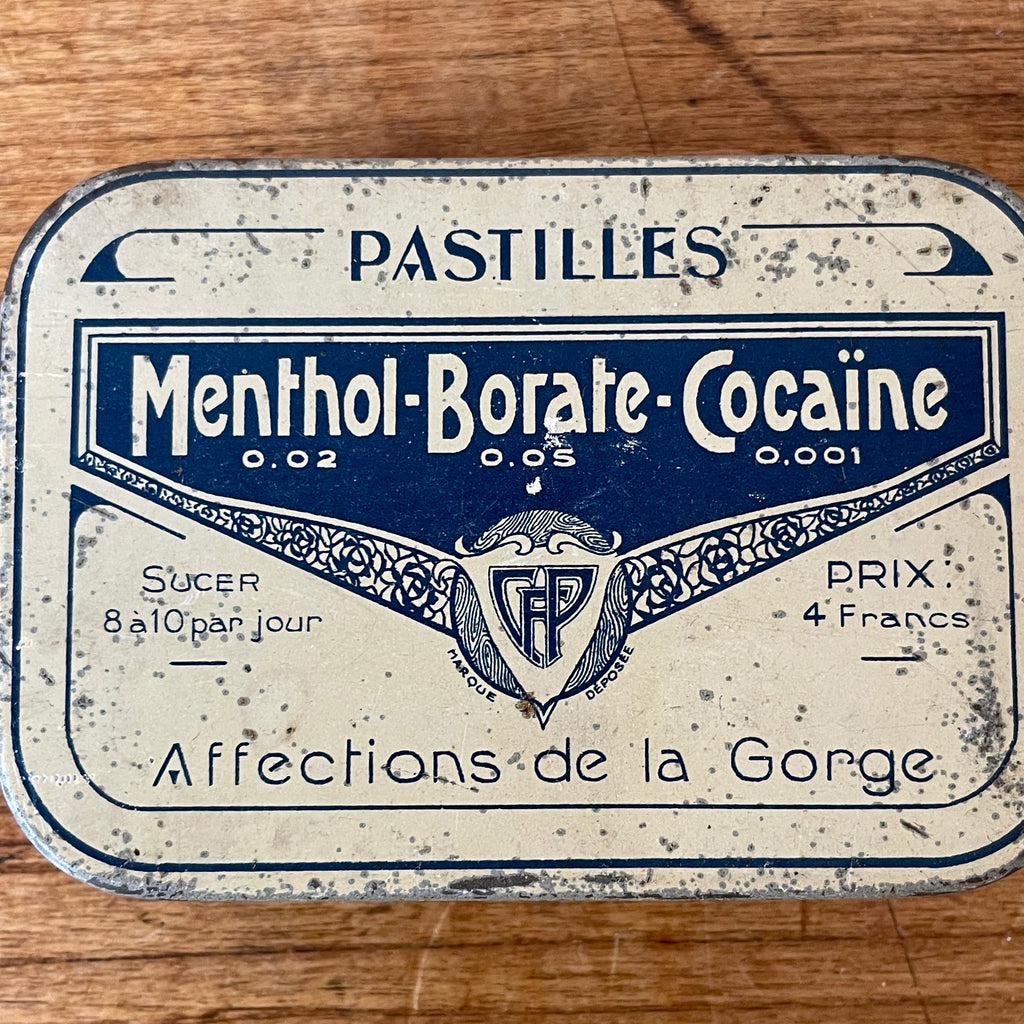 PASTILLES
Menthol-Borate-Cocaïne
0.02 0.05 0.001
SUCER
8 à 10 par jour
PRIX:
4 Francs
GFP
MARQUE DÉPOSÉE
Affections de la Gorge